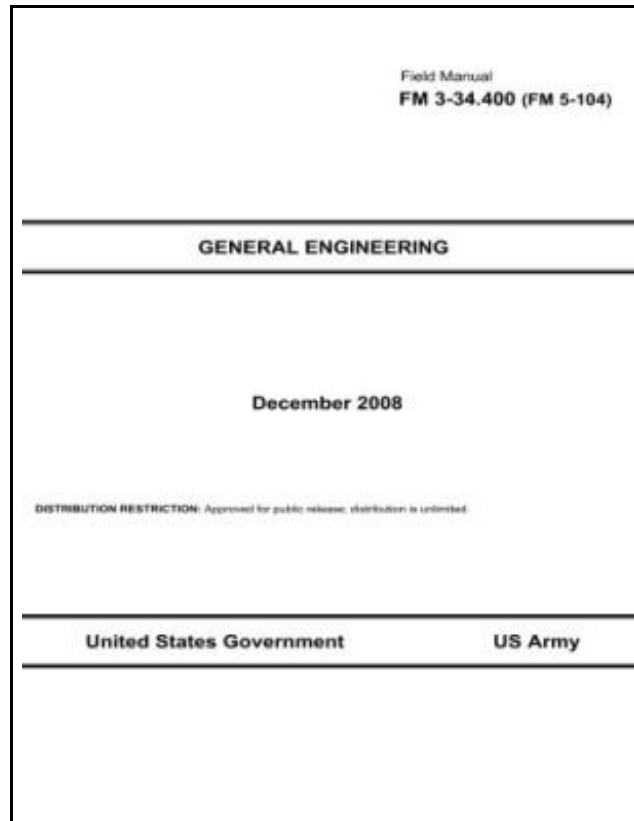 Field Manual
FM 3-34.400 (FM 5-104)
GENERAL ENGINEERING
December 2008
DISTRIBUTION RESTRICTION: Approved for public release; distribution is unlimited.
United States Government US Army